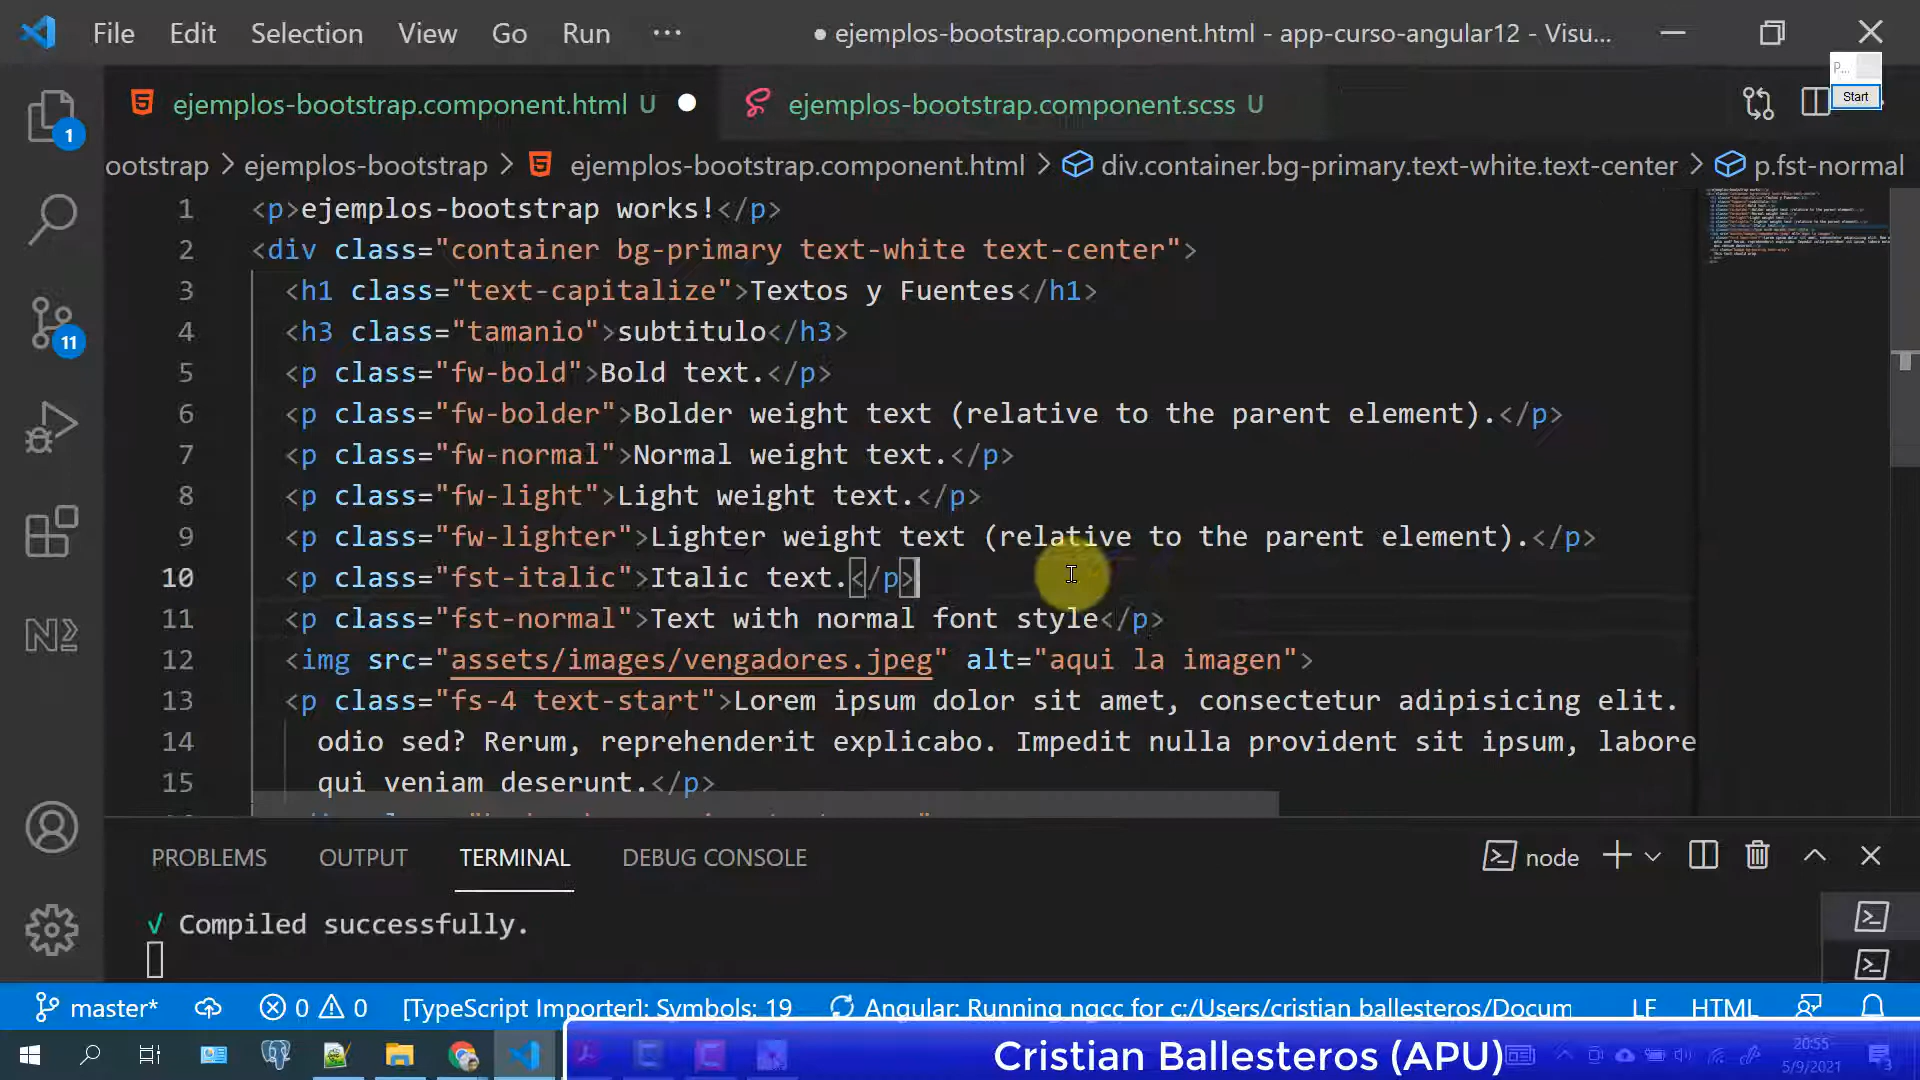 File Edit Selection View Go Run ··· ● ejemplos-bootstrap.component.html - app-curso-angular12 - Visu...
P...
Start
ejemplos-bootstrap.component.html U ● ejemplos-bootstrap.component.scss U
ootstrap > ejemplos-bootstrap > ejemplos-bootstrap.component.html > div.container.bg-primary.text-white.text-center > p.fst-normal
1 <p>ejemplos-bootstrap works!</p>
2 <div class="container bg-primary text-white text-center">
3 <h1 class="text-capitalize">Textos y Fuentes</h1>
4 <h3 class="tamanio">subtitulo</h3>
5 <p class="fw-bold">Bold text.</p>
6 <p class="fw-bolder">Bolder weight text (relative to the parent element).</p>
7 <p class="fw-normal">Normal weight text.</p>
8 <p class="fw-light">Light weight text.</p>
9 <p class="fw-lighter">Lighter weight text (relative to the parent element).</p>
10 <p class="fst-italic">Italic text.</p>
11 <p class="fst-normal">Text with normal font style</p>
12 <img src="assets/images/vengadores.jpeg" alt="aqui la imagen">
13 <p class="fs-4 text-start">Lorem ipsum dolor sit amet, consectetur adipisicing elit.
14 odio sed? Rerum, reprehenderit explicabo. Impedit nulla provident sit ipsum, labore
15 qui veniam deserunt.</p>
PROBLEMS OUTPUT TERMINAL DEBUG CONSOLE node
√ Compiled successfully.
1
11
master* 0 0 [TypeScript Importer]: Symbols: 19 Angular: Running ngcc for c:/Users/cristian ballesteros/Docum LF HTML
Cristian Ballesteros (APU)
20:55
5/9/2021
3